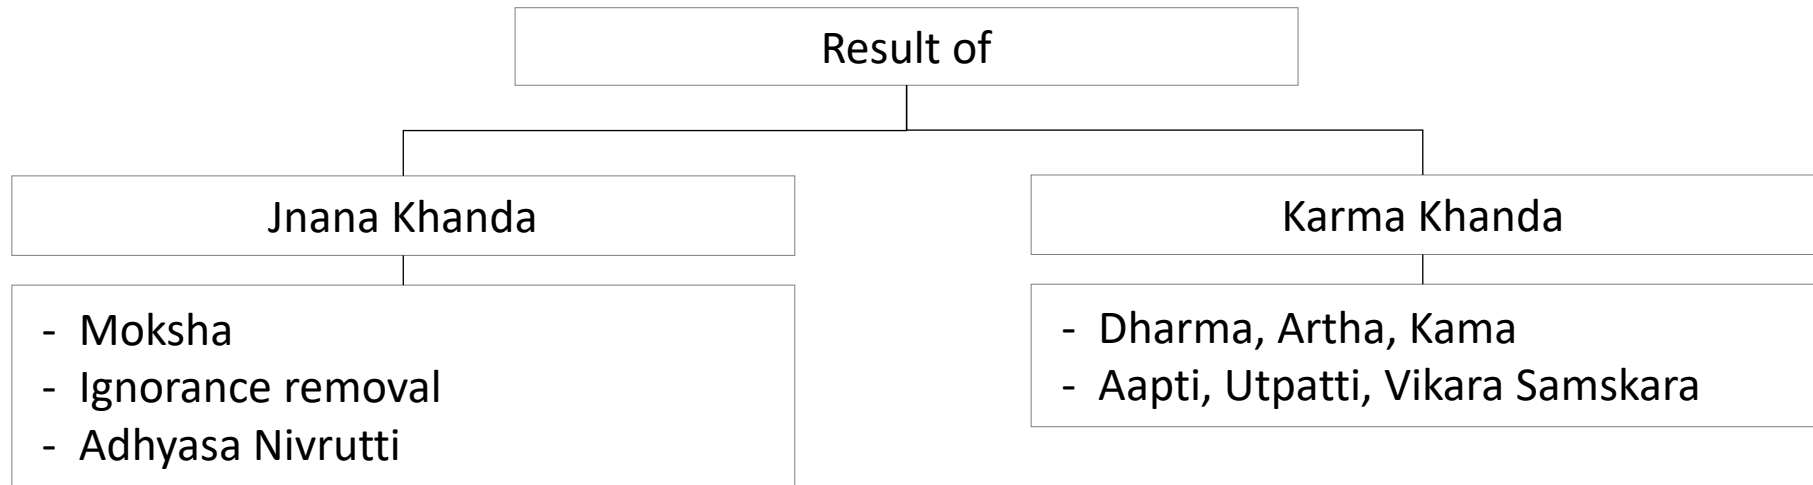 Result of
Jnana Khanda
- Moksha
- Ignorance removal
- Adhyasa Nivrutti
Karma Khanda
- Dharma, Artha, Kama
- Aapti, Utpatti, Vikara Samskara